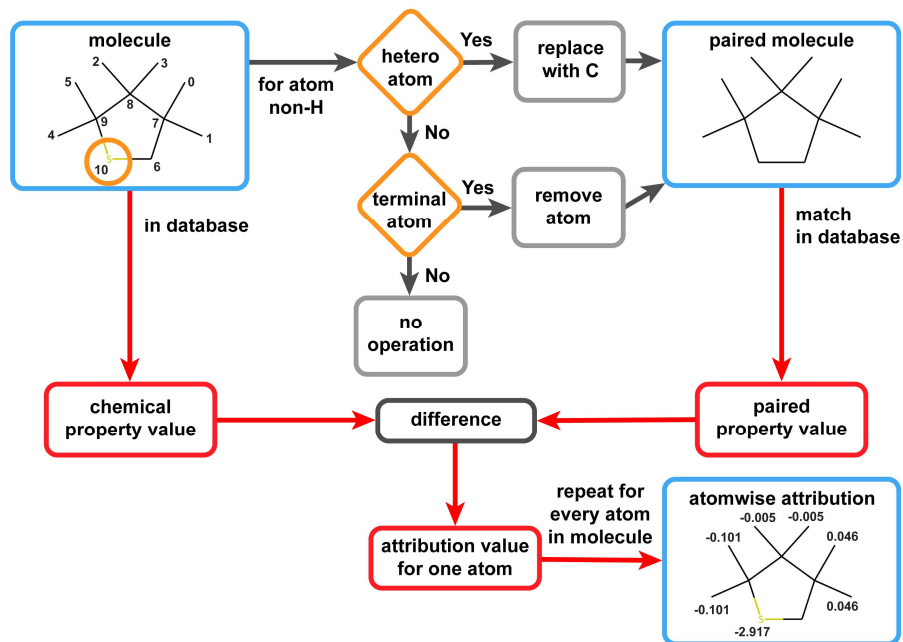 molecule
2
3
5
0
8
9
7
4
1
S
10
6
for atom
non-H
hetero
atom
Yes
replace
with C
paired molecule
No
terminal
atom
Yes
remove
atom
No
no
operation
in database
match
in database
chemical
property value
difference
paired
property value
attribution value
for one atom
repeat for
every atom
in molecule
atomwise attribution
-0.005 -0.005
-0.101
0.046
-0.101
0.046
S
-2.917